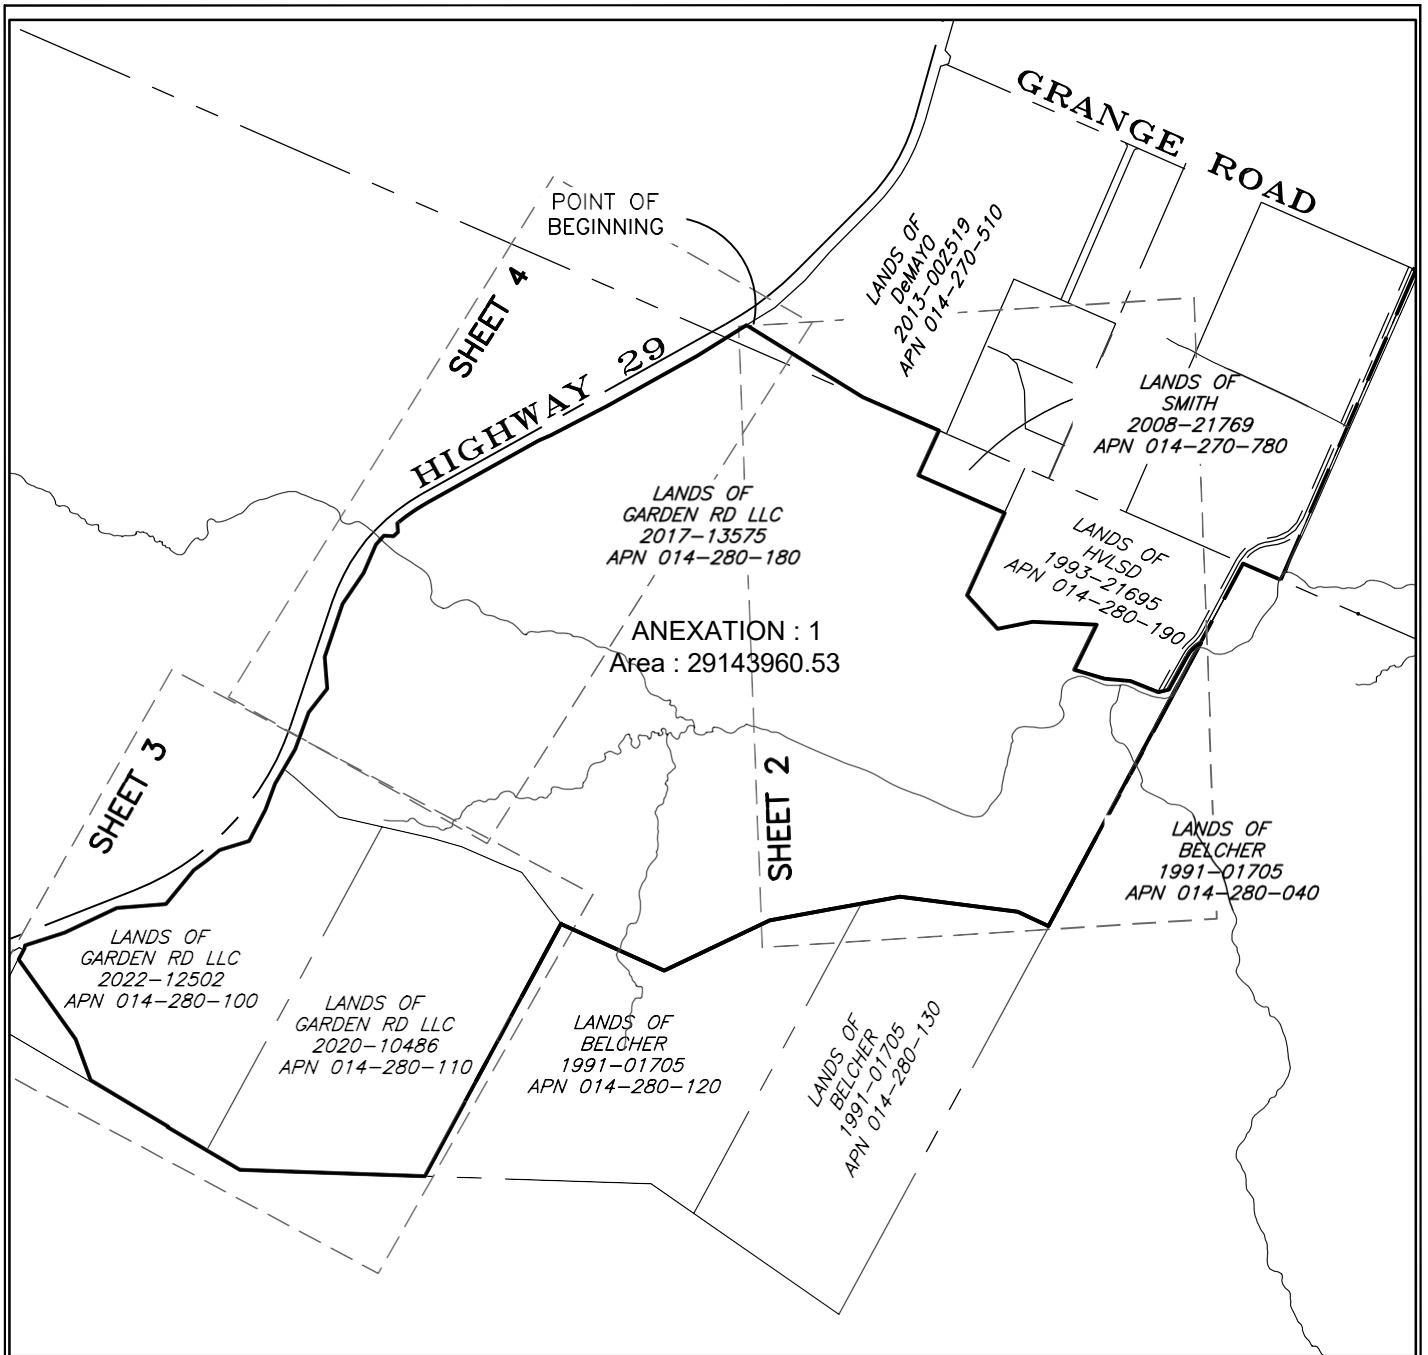 GRANGE ROAD
POINT OF
BEGINNING
LANDS OF
DeMAYO
2013-002519
APN 014-270-510
SHEET 4
HIGHWAY 29
LANDS OF
SMITH
2008-21769
APN 014-270-780
LANDS OF
GARDEN RD LLC
2017-13575
APN 014-280-180
LANDS OF
HVLSD
1993-21695
APN 014-280-190
ANEXATION : 1
Area : 29143960.53
SHEET 3
SHEET 2
LANDS OF
BELCHER
1991-01705
APN 014-280-040
LANDS OF
GARDEN RD LLC
2022-12502
APN 014-280-100
LANDS OF
GARDEN RD LLC
2020-10486
APN 014-280-110
LANDS OF
BELCHER
1991-01705
APN 014-280-120
LANDS OF
BELCHER
1991-01705
APN 014-280-130